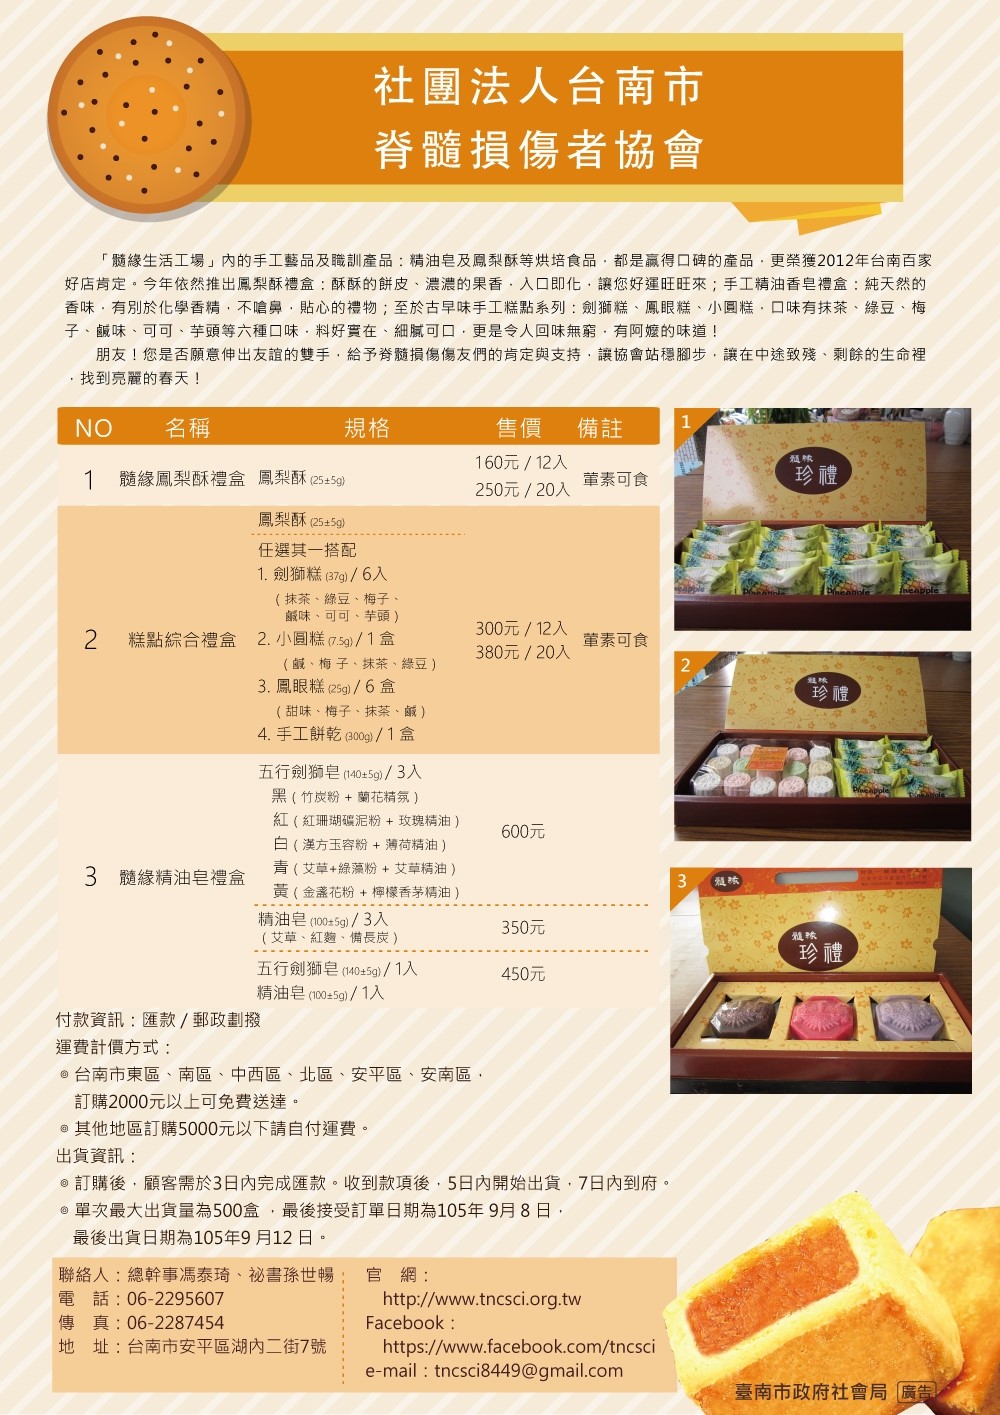 社團法人台南市
脊髓損傷者協會
「髓緣生活工場」內的手工藝品及職訓產品：精油皂及鳳梨酥等烘培食品，都是贏得口碑的產品，更榮獲2012年台南百家
好店肯定。今年依然推出鳳梨酥禮盒：酥酥的餅皮、濃濃的果香，入口即化，讓您好運旺旺來；手工精油香皂禮盒：純天然的
香味，有別於化學香精，不嗆鼻，貼心的禮物；至於古早味手工糕點系列：劍獅糕、鳳眼糕、小圓糕，口味有抹茶、綠豆、梅
子、鹹味、可可、芋頭等六種口味，料好實在、細膩可口，更是令人回味無窮，有阿嬤的味道！
朋友！您是否願意伸出友誼的雙手，給予脊髓損傷傷友們的肯定與支持，讓協會站穩腳步，讓在中途致殘、剩餘的生命裡
，找到亮麗的春天！
NO 名稱 規格 售價 備註
1 髓緣鳳梨酥禮盒 鳳梨酥 (25±5g) 160元 / 12入 250元 / 20入 葷素可食
鳳梨酥 (25±5g)
任選其一搭配
1. 劍獅糕 (37g) / 6入
（抹茶、綠豆、梅子、
鹹味、可可、芋頭）
2 糕點綜合禮盒 2. 小圓糕 (7.5g) / 1 盒 300元 / 12入 380元 / 20入 葷素可食
（鹹、梅 子、抹茶、綠豆）
3. 鳳眼糕 (25g) / 6 盒
（甜味、梅子、抹茶、鹹）
4. 手工餅乾 (300g) / 1 盒
五行劍獅皂 (140±5g) / 3入
黑（竹炭粉 + 蘭花精氛）
紅（紅珊瑚礦泥粉 + 玫瑰精油）
白（漢方玉容粉 + 薄荷精油）
600元
青（艾草+綠藻粉 + 艾草精油）
黃（金盞花粉 + 檸檬香茅精油）
3 髓緣精油皂禮盒
精油皂 (100±5g) / 3入
（艾草、紅麴、備長炭）
350元
五行劍獅皂 (140±5g) / 1入
精油皂 (100±5g) / 1入
450元
1
髓緣
珍禮
Pineapple
Pineapple
Pineapple
2
髓緣
珍禮
Pineapple
Pineapple
3
髓緣
髓緣
珍禮
付款資訊：匯款 / 郵政劃撥
運費計價方式：
◎台南市東區、南區、中西區、北區、安平區、安南區，
訂購2000元以上可免費送達。
◎其他地區訂購5000元以下請自付運費。
出貨資訊：
◎訂購後，顧客需於3日內完成匯款。收到款項後，5日內開始出貨，7日內到府。
◎單次最大出貨量為500盒 ，最後接受訂單日期為105年 9月 8 日，
最後出貨日期為105年9 月12 日。
聯絡人：總幹事馮泰琦、祕書孫世暢
電　話：06-2295607
傳　真：06-2287454
地　址：台南市安平區湖內二街7號
官　網：
http://www.tncsci.org.tw
Facebook：
https://www.facebook.com/tncsci
e-mail：tncsci8449@gmail.com
臺南市政府社會局 廣告